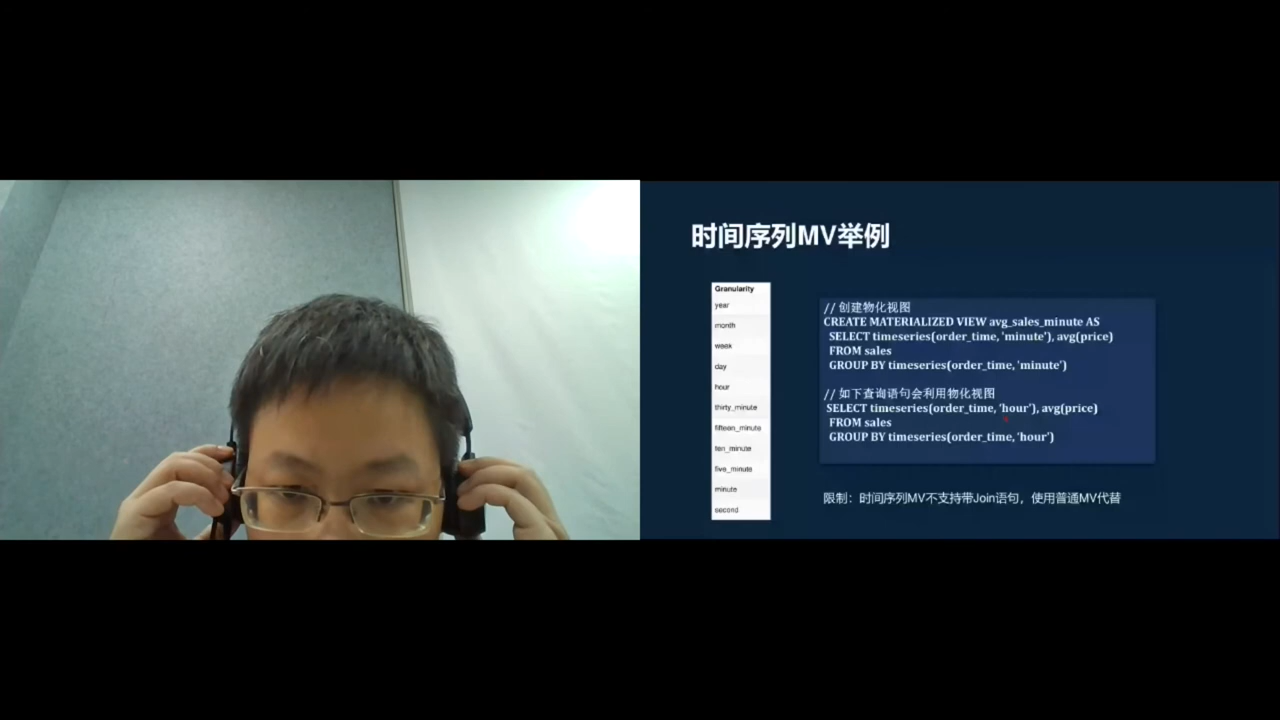 时间序列MV举例
Granularity
year
month
week
day
hour
thirty_minute
fifteen_minute
ten_minute
five_minute
minute
second
// 创建物化视图
CREATE MATERIALIZED VIEW avg_sales_minute AS
SELECT timeseries(order_time, 'minute'), avg(price)
FROM sales
GROUP BY timeseries(order_time, 'minute')
// 如下查询语句会利用物化视图
SELECT timeseries(order_time, 'hour'), avg(price)
FROM sales
GROUP BY timeseries(order_time, 'hour')
限制：时间序列MV不支持带Join语句，使用普通MV代替